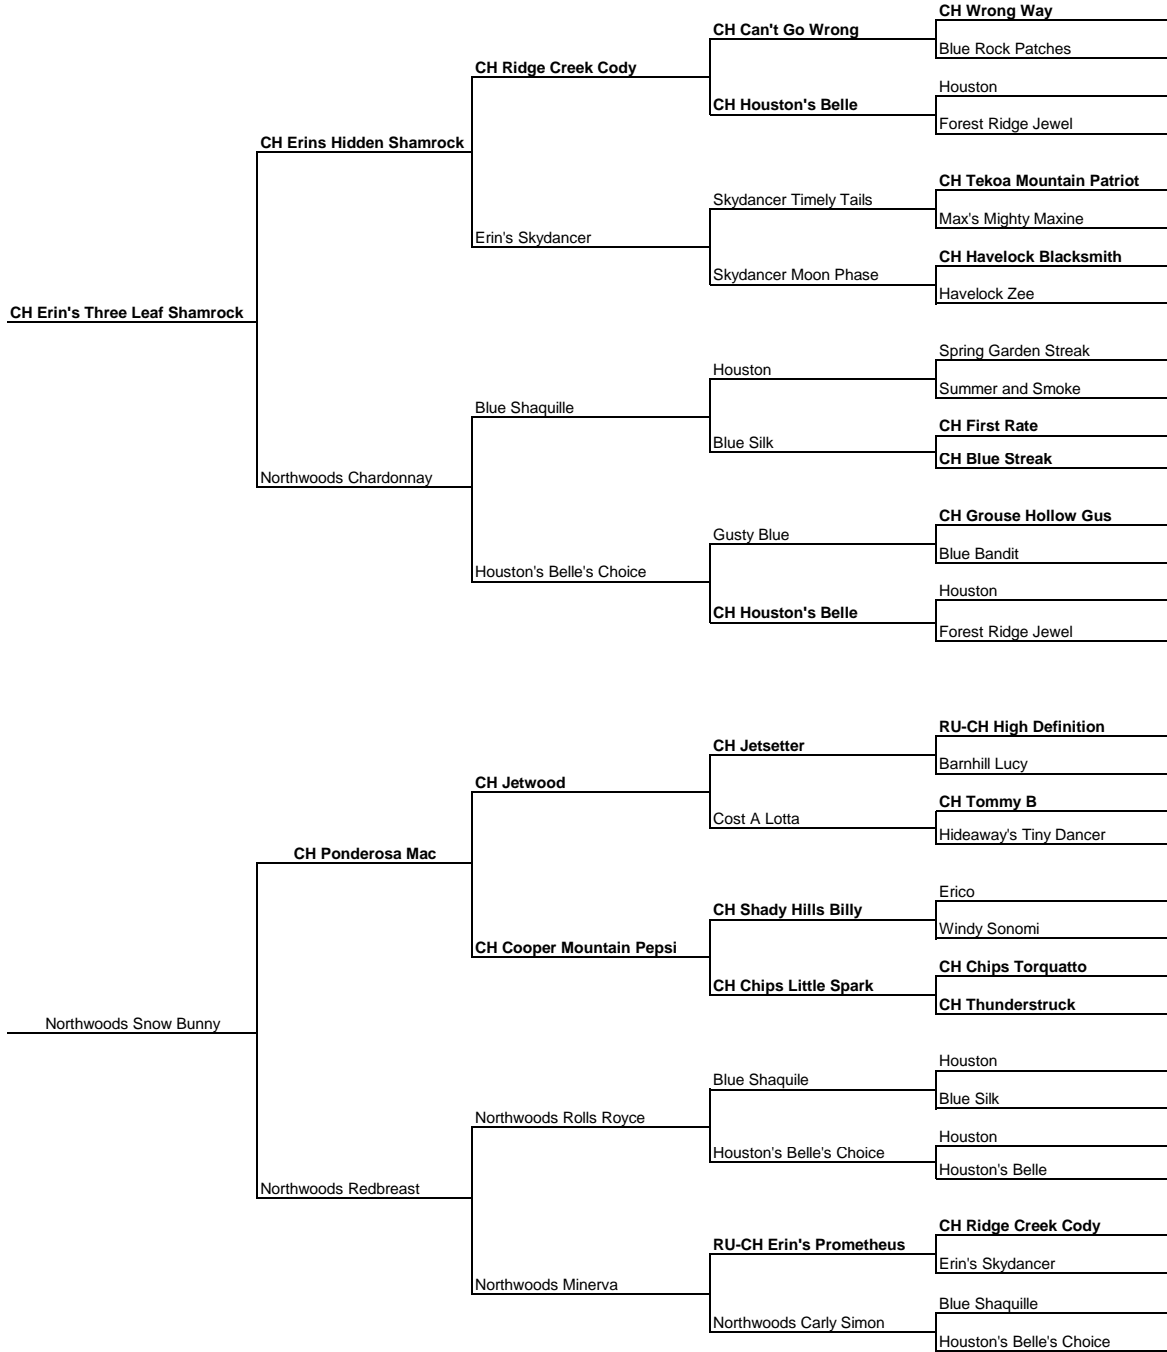 CH Wrong Way
CH Can't Go Wrong
Blue Rock Patches
CH Ridge Creek Cody
Houston
CH Houston's Belle
Forest Ridge Jewel
CH Erins Hidden Shamrock
CH Tekoa Mountain Patriot
Skydancer Timely Tails
Max's Mighty Maxine
Erin's Skydancer
CH Havelock Blacksmith
Skydancer Moon Phase
Havelock Zee
CH Erin's Three Leaf Shamrock
Spring Garden Streak
Houston
Summer and Smoke
Blue Shaquille
CH First Rate
Blue Silk
CH Blue Streak
Northwoods Chardonnay
CH Grouse Hollow Gus
Gusty Blue
Blue Bandit
Houston's Belle's Choice
Houston
CH Houston's Belle
Forest Ridge Jewel
RU-CH High Definition
CH Jetsetter
Barnhill Lucy
CH Jetwood
CH Tommy B
Cost A Lotta
Hideaway's Tiny Dancer
CH Ponderosa Mac
Erico
CH Shady Hills Billy
Windy Sonomi
CH Cooper Mountain Pepsi
CH Chips Torquatto
CH Chips Little Spark
CH Thunderstruck
Northwoods Snow Bunny
Houston
Blue Shaquile
Blue Silk
Northwoods Rolls Royce
Houston
Houston's Belle's Choice
Houston's Belle
Northwoods Redbreast
CH Ridge Creek Cody
RU-CH Erin's Prometheus
Erin's Skydancer
Northwoods Minerva
Blue Shaquille
Northwoods Carly Simon
Houston's Belle's Choice